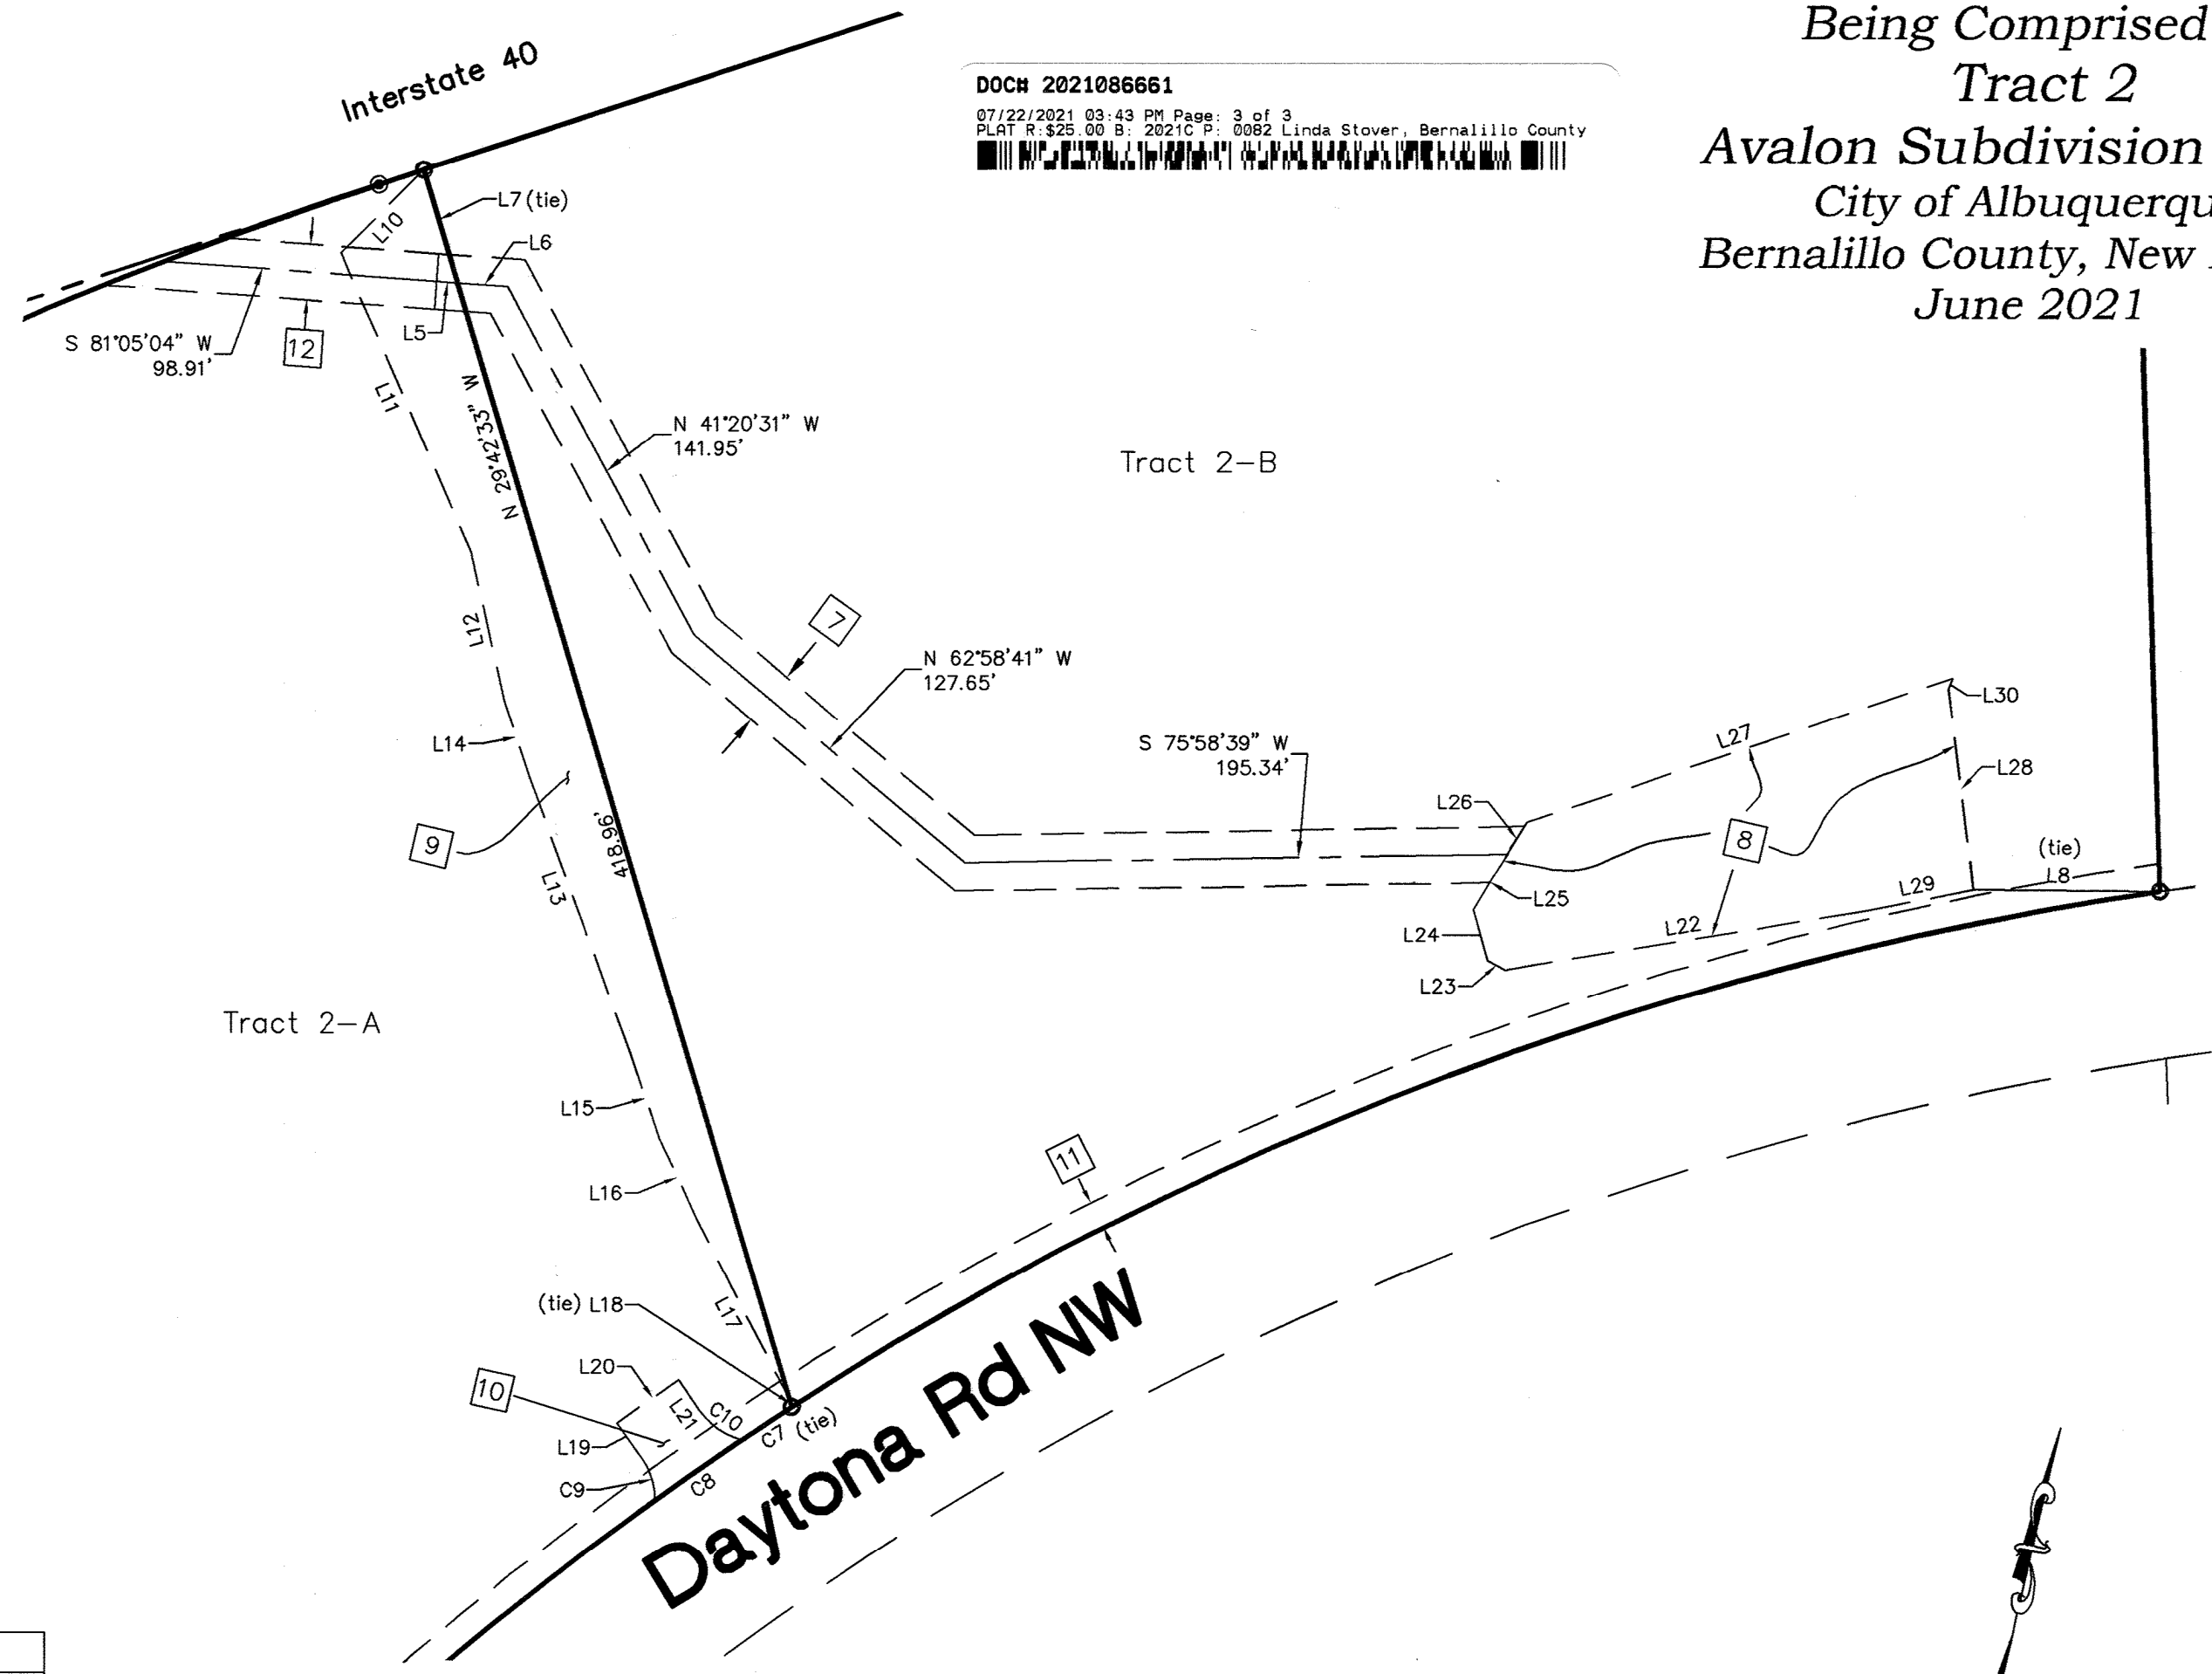 Being Comprised
Tract 2
Avalon Subdivision
City of Albuquerqu
Bernalillo County, New
June 2021
DOC# 2021086661
07/22/2021 03:43 PM Page: 3 of 3
PLAT R:$25.00 B: 2021C P: 0082 Linda Stover, Bernalillo County
Interstate 40
L7 (tie)
L10
L6
L5
S 81°05'04" W
98.91'
12
L11
N 29°42'33" W
418.96'
N 41°20'31" W
141.95'
Tract 2-B
L12
7
N 62°58'41" W
127.65'
L14
S 75°58'39" W
195.34'
L30
L27
L28
L26
9
8
(tie)
L8
L13
L29
L25
L22
L24
L23
Tract 2-A
L15
11
L16
(tie) L18
L17
L20
10
L21
C10
C7 (tie)
L19
C9
C8
Daytona Rd NW